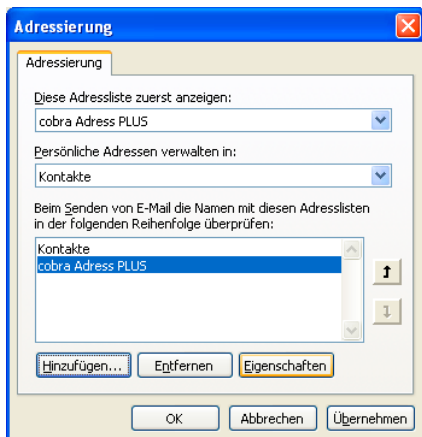 Adressierung
Adressierung
Diese Adressliste zuerst anzeigen:
cobra Adress PLUS
Persönliche Adressen verwalten in:
Kontakte
Beim Senden von E-Mail die Namen mit diesen Adresslisten
in der folgenden Reihenfolge überprüfen:
Kontakte
cobra Adress PLUS
Hinzufügen... Entfernen Eigenschaften
OK Abbrechen Übernehmen